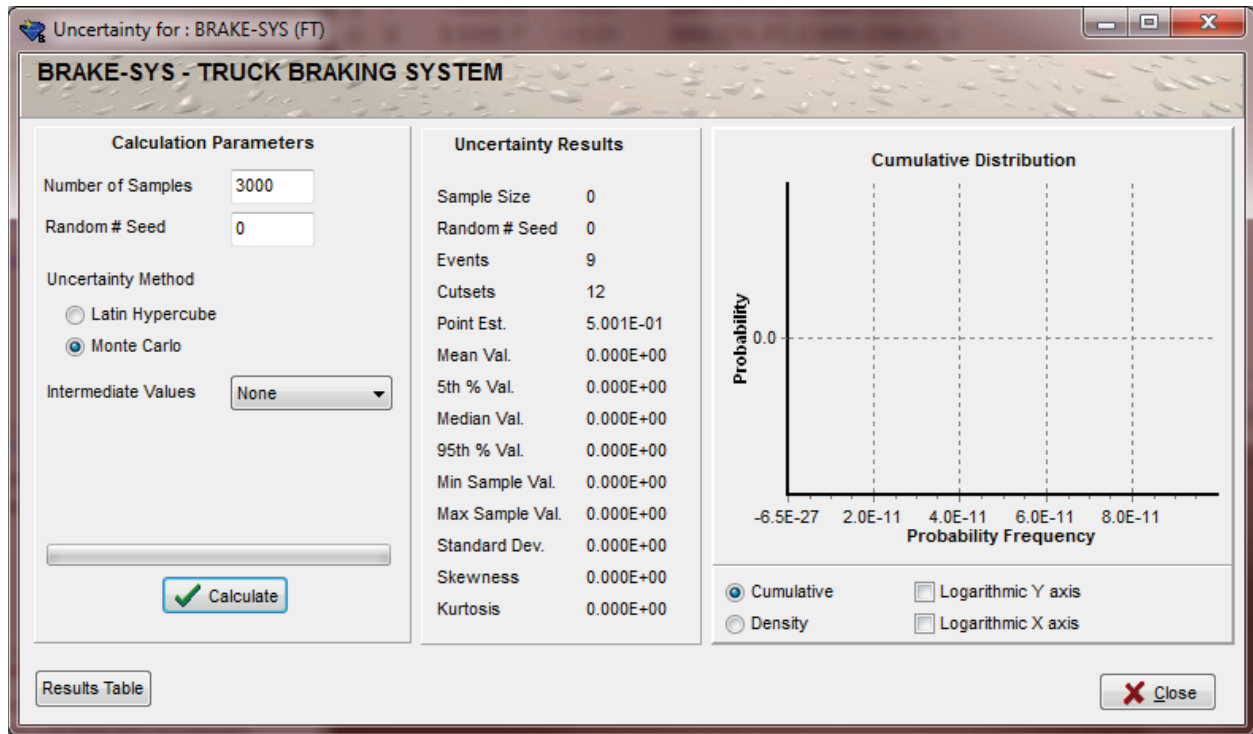 Uncertainty for : BRAKE-SYS (FT)
BRAKE-SYS - TRUCK BRAKING SYSTEM
Calculation Parameters
Number of Samples 3000
Random # Seed 0
Uncertainty Method
Latin Hypercube
Monte Carlo
Intermediate Values None
Calculate
Uncertainty Results
Sample Size 0
Random # Seed 0
Events 9
Cutsets 12
Point Est. 5.001E-01
Mean Val. 0.000E+00
5th % Val. 0.000E+00
Median Val. 0.000E+00
95th % Val. 0.000E+00
Min Sample Val. 0.000E+00
Max Sample Val. 0.000E+00
Standard Dev. 0.000E+00
Skewness 0.000E+00
Kurtosis 0.000E+00
Cumulative Distribution
Probability
0.0
-6.5E-27 2.0E-11 4.0E-11 6.0E-11 8.0E-11
Probability Frequency
Cumulative Logarithmic Y axis
Density Logarithmic X axis
Results Table
Close